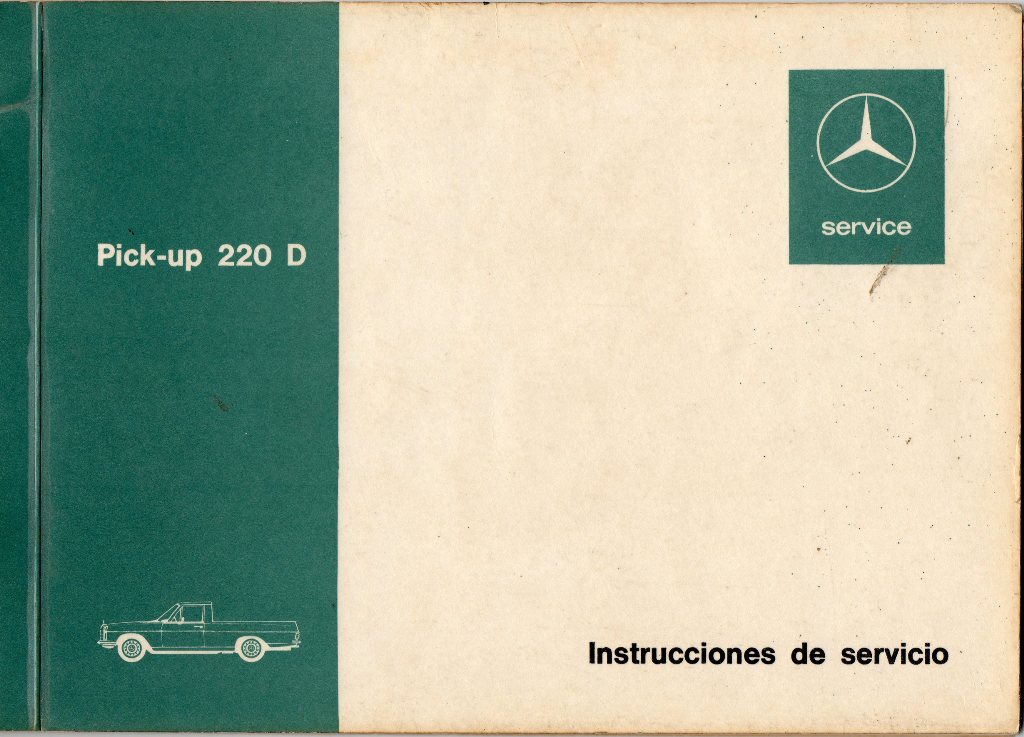 Pick-up 220 D
service
Instrucciones de servicio